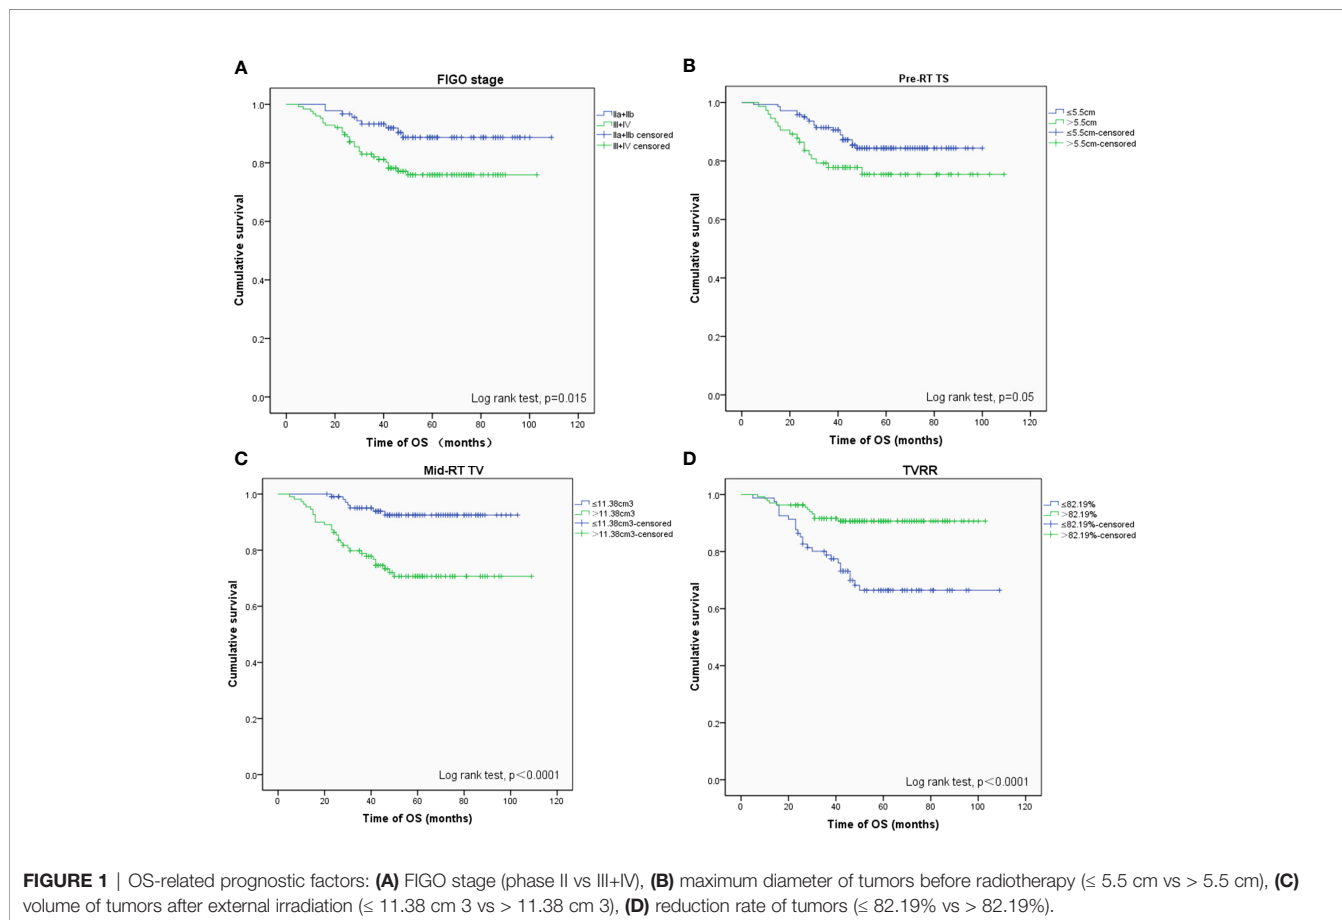 A
FIGO stage
1.0
0.8
0.6
0.4
0.2
0.0
Cumulative survival
0 20 40 60 80 100 120
Time of OS （months）
Log rank test, p=0.015
IIa+IIb
III+IV
IIa+IIb censored
III+IV censored
B
Pre-RT TS
1.0
0.8
0.6
0.4
0.2
0.0
Cumulative survival
0 20 40 60 80 100 120
Time of OS (months)
Log rank test, p=0.05
≤5.5cm
＞5.5cm
≤5.5cm-censored
＞5.5cm-censored
C
Mid-RT TV
1.0
0.8
0.6
0.4
0.2
0.0
Cumulative survival
0 20 40 60 80 100 120
Time of OS (months)
Log rank test, p＜0.0001
≤11.38cm3
＞11.38cm3
≤11.38cm3-censored
＞11.38cm3-censored
D
TVRR
1.0
0.8
0.6
0.4
0.2
0.0
Cumulative survival
0 20 40 60 80 100 120
Time of OS (months)
Log rank test, p＜0.0001
≤82.19%
＞82.19%
≤82.19%-censored
＞82.19%-censored
FIGURE 1 | OS-related prognostic factors: (A) FIGO stage (phase II vs III+IV), (B) maximum diameter of tumors before radiotherapy (≤ 5.5 cm vs > 5.5 cm), (C)
volume of tumors after external irradiation (≤ 11.38 cm 3 vs > 11.38 cm 3), (D) reduction rate of tumors (≤ 82.19% vs > 82.19%).